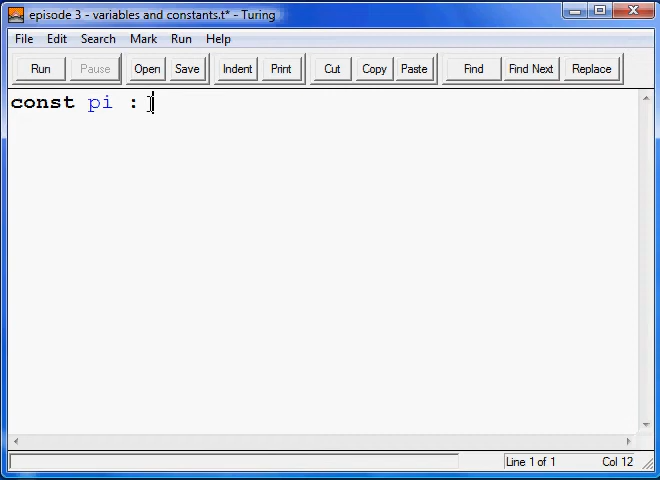 episode 3 - variables and constants.t* - Turing
File Edit Search Mark Run Help
Run Pause Open Save Indent Print Cut Copy Paste Find Find Next Replace
const pi :
Line 1 of 1 Col 12